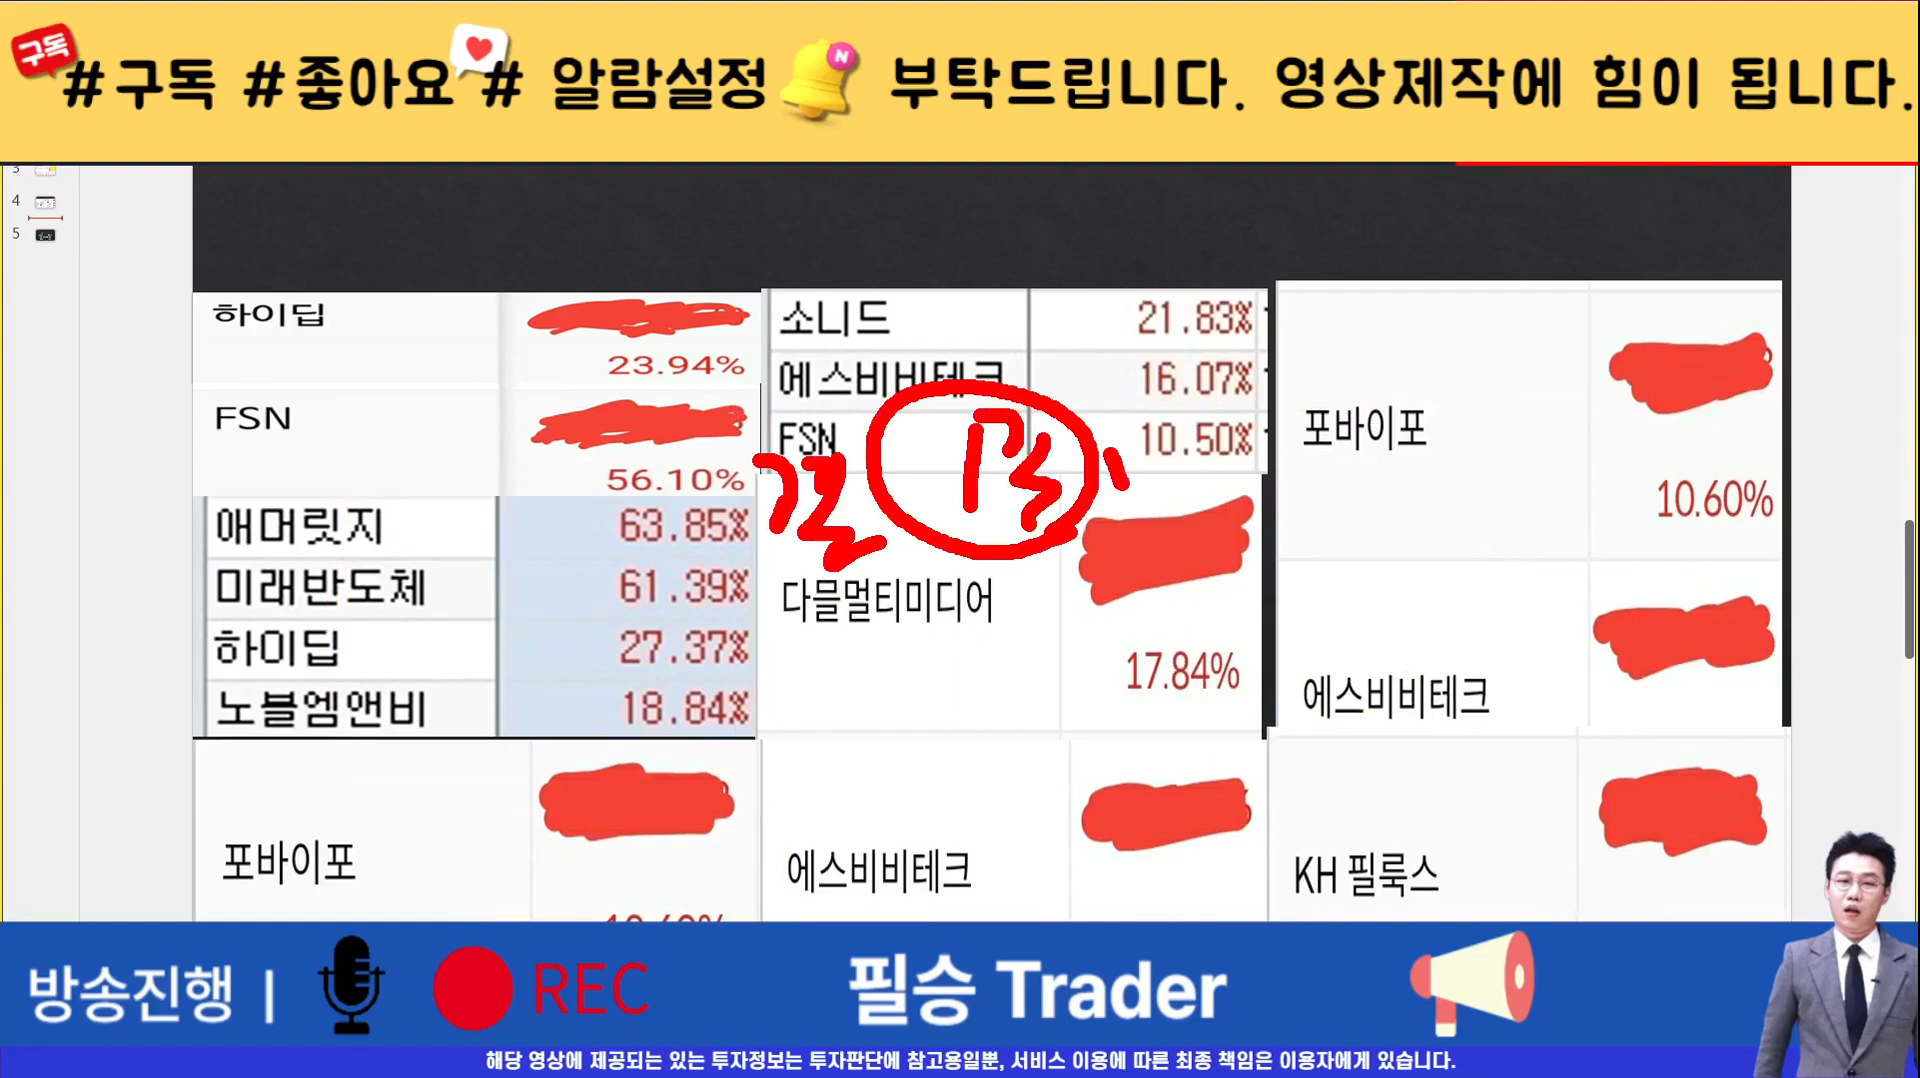 구독
#구독 #좋아요 # 알람설정 N 부탁드립니다. 영상제작에 힘이 됩니다.
3
4
5
하이딥
23.94%
FSN
56.10%
애머릿지 63.85%
미래반도체 61.39%
하이딥 27.37%
노블엠앤비 18.84%
소니드 21.83%
에스비비테크 16.07%
FSN 10.50%
다믈멀티미디어
17.84%
포바이포
10.60%
에스비비테크
포바이포
에스비비테크
KH 필룩스
방송진행 | REC 필승 Trader
해당 영상에 제공되는 있는 투자정보는 투자판단에 참고용일뿐, 서비스 이용에 따른 최종 책임은 이용자에게 있습니다.